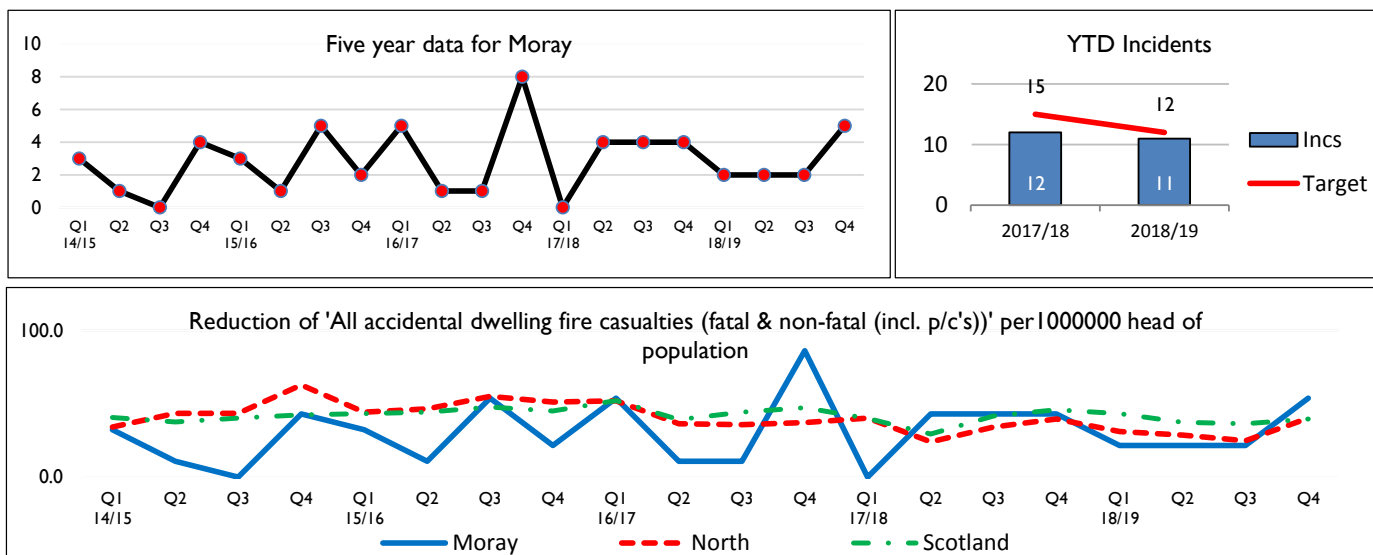 Five year data for Moray
10
8
6
4
2
0
Q1 Q2 Q3 Q4 Q1 Q2 Q3 Q4 Q1 Q2 Q3 Q4 Q1 Q2 Q3 Q4 Q1 Q2 Q3 Q4
14/15 15/16 16/17 17/18 18/19
YTD Incidents
20
15 12
10
Incs
Target
12 11
0
2017/18 2018/19
Reduction of 'All accidental dwelling fire casualties (fatal & non-fatal (incl. p/c's))' per1000000 head of
population
100.0
0.0
Q1 Q2 Q3 Q4 Q1 Q2 Q3 Q4 Q1 Q2 Q3 Q4 Q1 Q2 Q3 Q4 Q1 Q2 Q3 Q4
14/15 15/16 16/17 17/18 18/19
Moray North Scotland